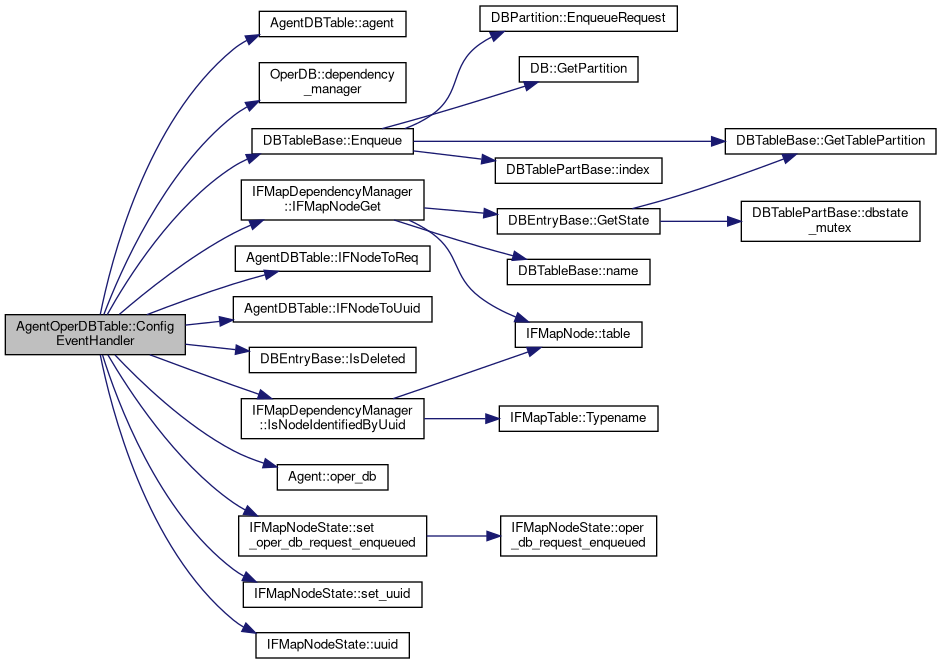 AgentDBTable::agent
OperDB::dependency
_manager
DBTableBase::Enqueue
IFMapDependencyManager
::IFMapNodeGet
AgentDBTable::IFNodeToReq
AgentDBTable::IFNodeToUuid
AgentOperDBTable::Config
EventHandler
DBEntryBase::IsDeleted
IFMapDependencyManager
::IsNodeIdentifiedByUuid
Agent::oper_db
IFMapNodeState::set
_oper_db_request_enqueued
IFMapNodeState::set_uuid
IFMapNodeState::uuid
DBPartition::EnqueueRequest
DB::GetPartition
DBTablePartBase::index
DBEntryBase::GetState
DBTableBase::name
IFMapNode::table
IFMapTable::Typename
IFMapNodeState::oper
_db_request_enqueued
DBTableBase::GetTablePartition
DBTablePartBase::dbstate
_mutex